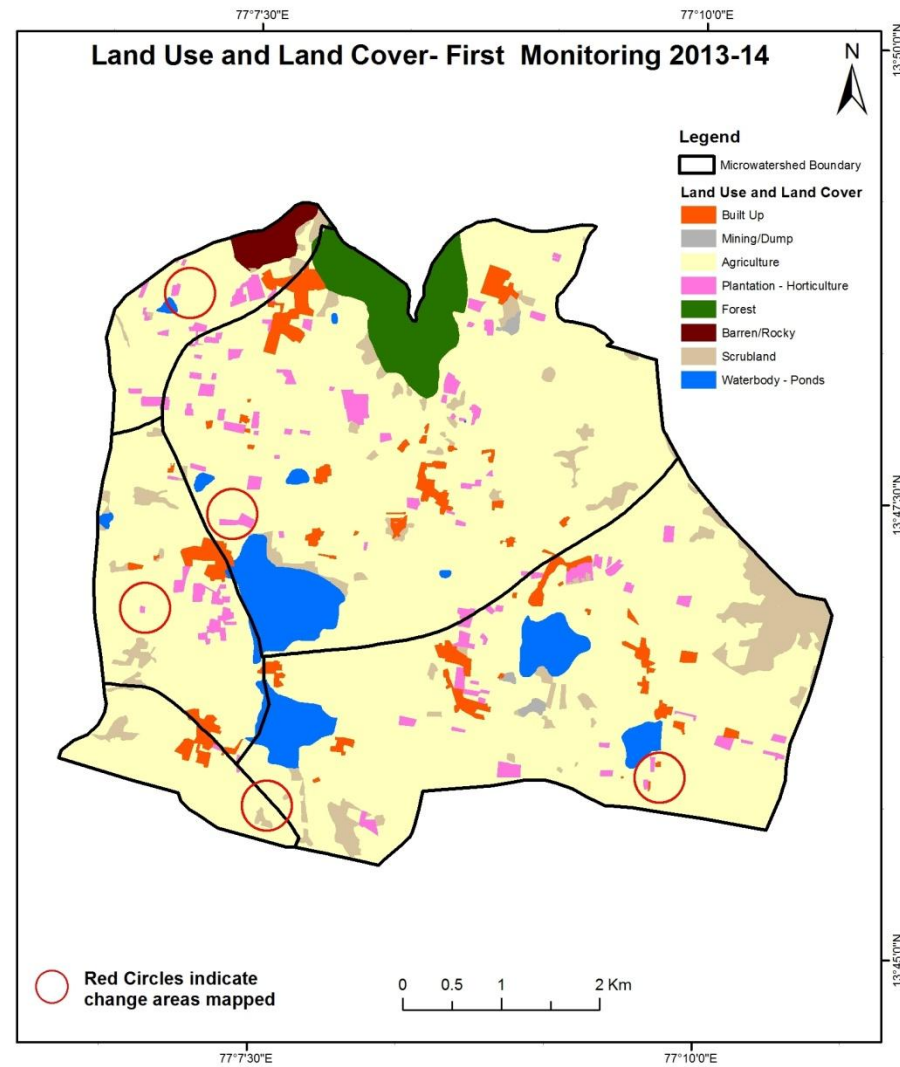 77°7'30"E
77°10'0"E
Land Use and Land Cover- First Monitoring 2013-14
N
13°50'0"N
Legend
Microwatershed Boundary
Land Use and Land Cover
Built Up
Mining/Dump
Agriculture
Plantation - Horticulture
Forest
Barren/Rocky
Scrubland
Waterbody - Ponds
13°47'30"N
13°45'0"N
Red Circles indicate
change areas mapped
0 0.5 1 2 Km
77°7'30"E
77°10'0"E